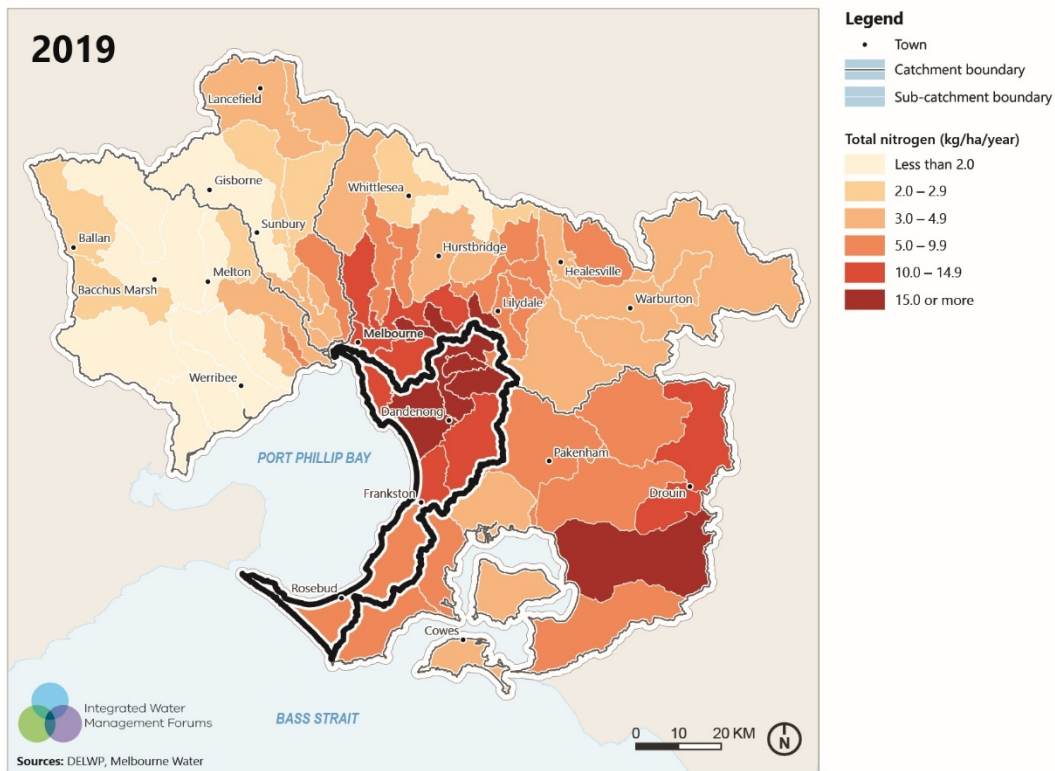 2019
Lancefield
Gisborne
Whittlesea
Sunbury
Ballan
Hurstbridge
Healesville
Bacchus Marsh
Melton
Lilydale
Warburton
Melbourne
Werribee
Dandenong
PORT PHILLIP BAY
Pakenham
Drouin
Frankston
Rosebud
Cowes
BASS STRAIT
Integrated Water
Management Forums
Sources: DELWP, Melbourne Water
0 10 20 KM
N
Legend
Town
Catchment boundary
Sub-catchment boundary
Total nitrogen (kg/ha/year)
Less than 2.0
2.0 – 2.9
3.0 – 4.9
5.0 – 9.9
10.0 – 14.9
15.0 or more